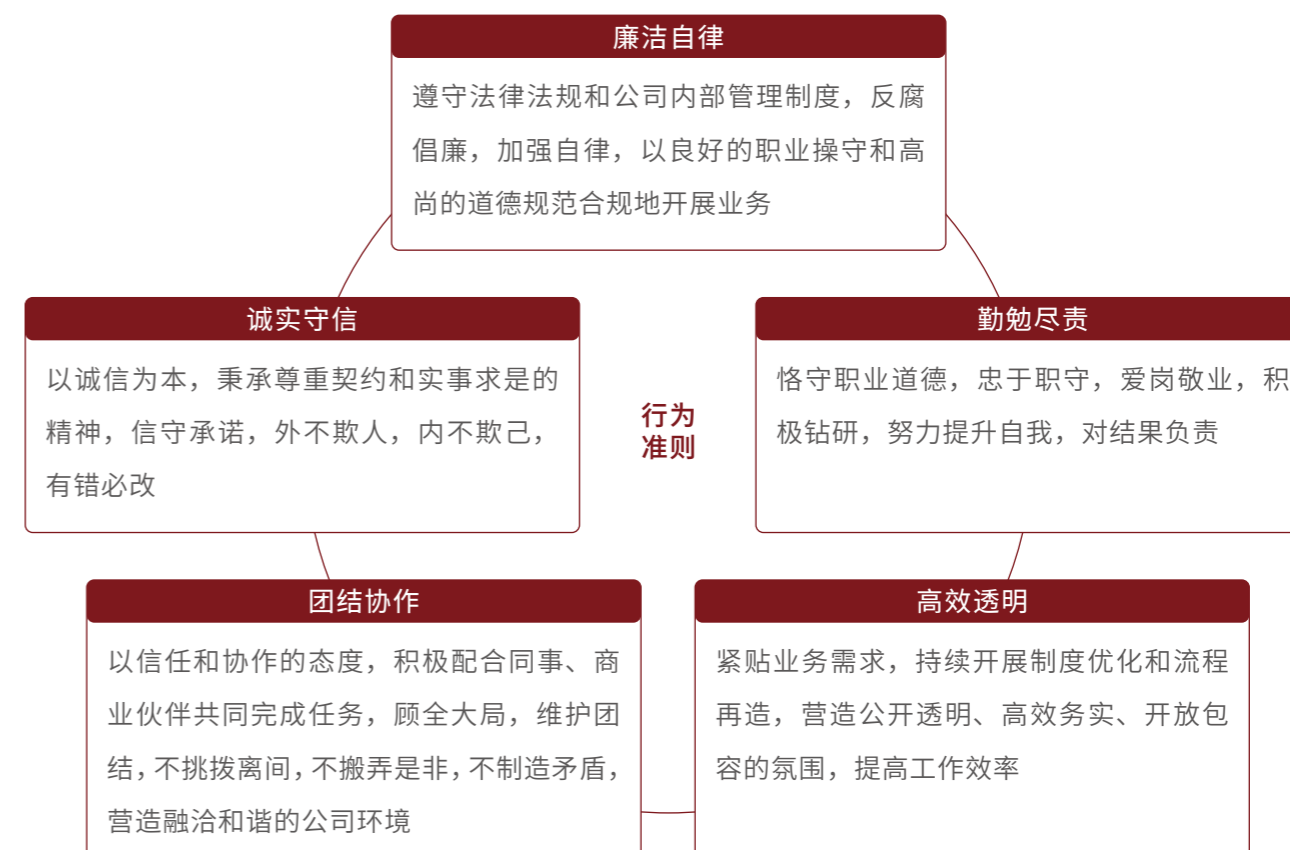 廉洁自律
遵守法律法规和公司内部管理制度，反腐
倡廉，加强自律，以良好的职业操守和高
尚的道德规范合规地开展业务
诚实守信
以诚信为本，秉承尊重契约和实事求是的
精神，信守承诺，外不欺人，内不欺己，
有错必改
行为
准则
勤勉尽责
恪守职业道德，忠于职守，爱岗敬业，积
极钻研，努力提升自我，对结果负责
团结协作
以信任和协作的态度，积极配合同事、商
业伙伴共同完成任务，顾全大局，维护团
结，不挑拨离间，不搬弄是非，不制造矛盾，
营造融洽和谐的公司环境
高效透明
紧贴业务需求，持续开展制度优化和流程
再造，营造公开透明、高效务实、开放包
容的氛围，提高工作效率